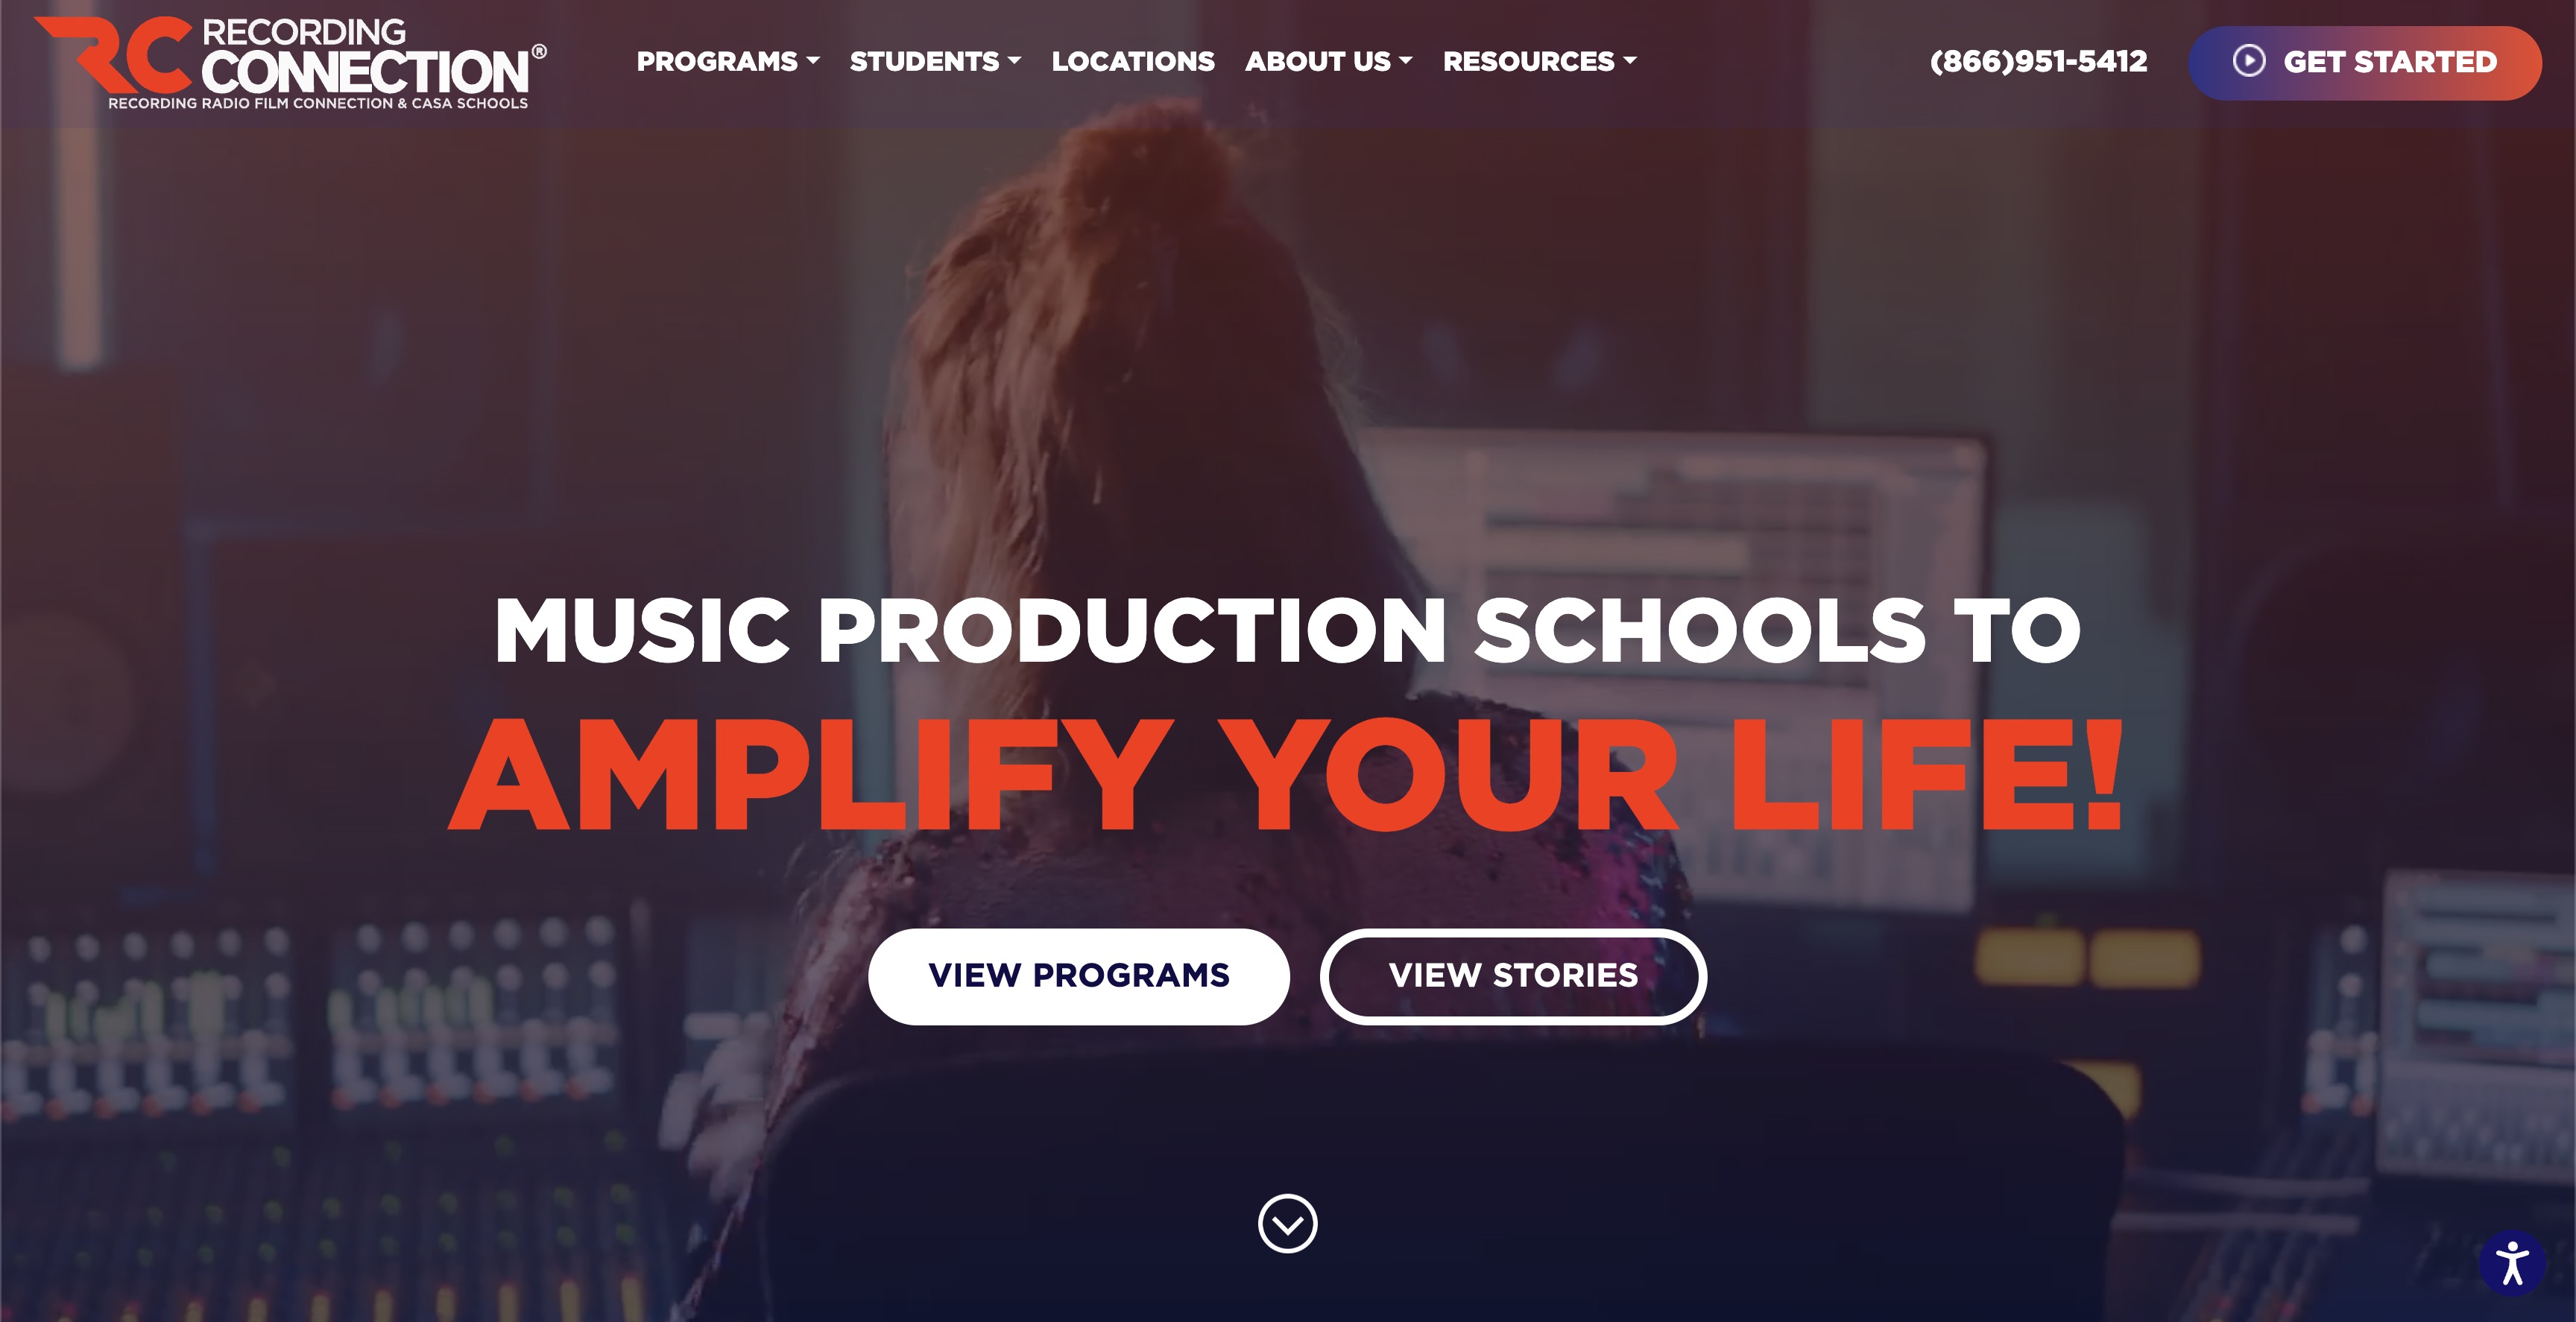 RECORDING
CONNECTION®
RECORDING RADIO FILM CONNECTION & CASA SCHOOLS
PROGRAMS
STUDENTS
LOCATIONS
ABOUT US
RESOURCES
(866)951-5412
GET STARTED
MUSIC PRODUCTION SCHOOLS TO
AMPLIFY YOUR LIFE!
VIEW PROGRAMS
VIEW STORIES